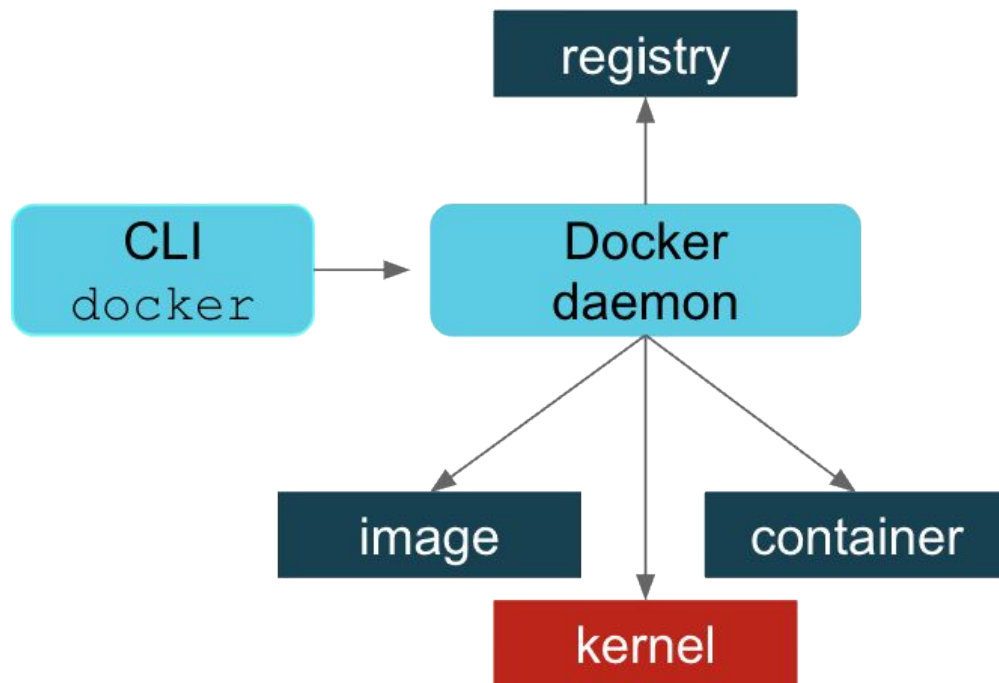 registry
CLI
docker
Docker
daemon
image
container
kernel